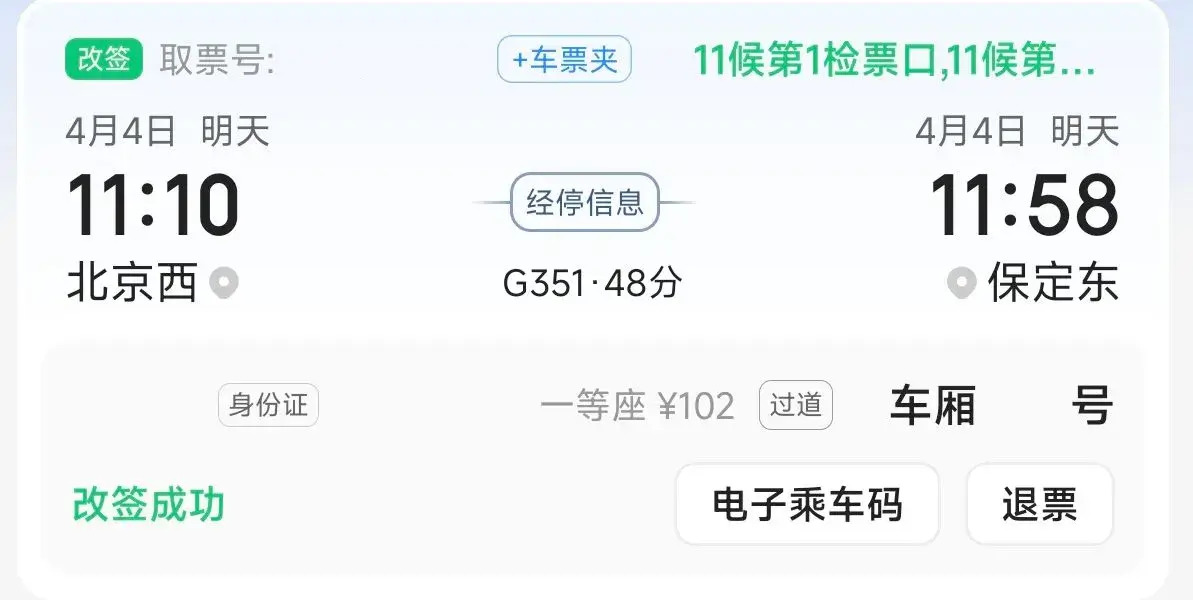 改签 取票号: +车票夹 11候第1检票口,11候第...
4月4日 明天 4月4日 明天
11:10 经停信息 11:58
北京西 G351·48分 保定东
身份证 一等座 ¥102 过道 车厢 号
改签成功 电子乘车码 退票